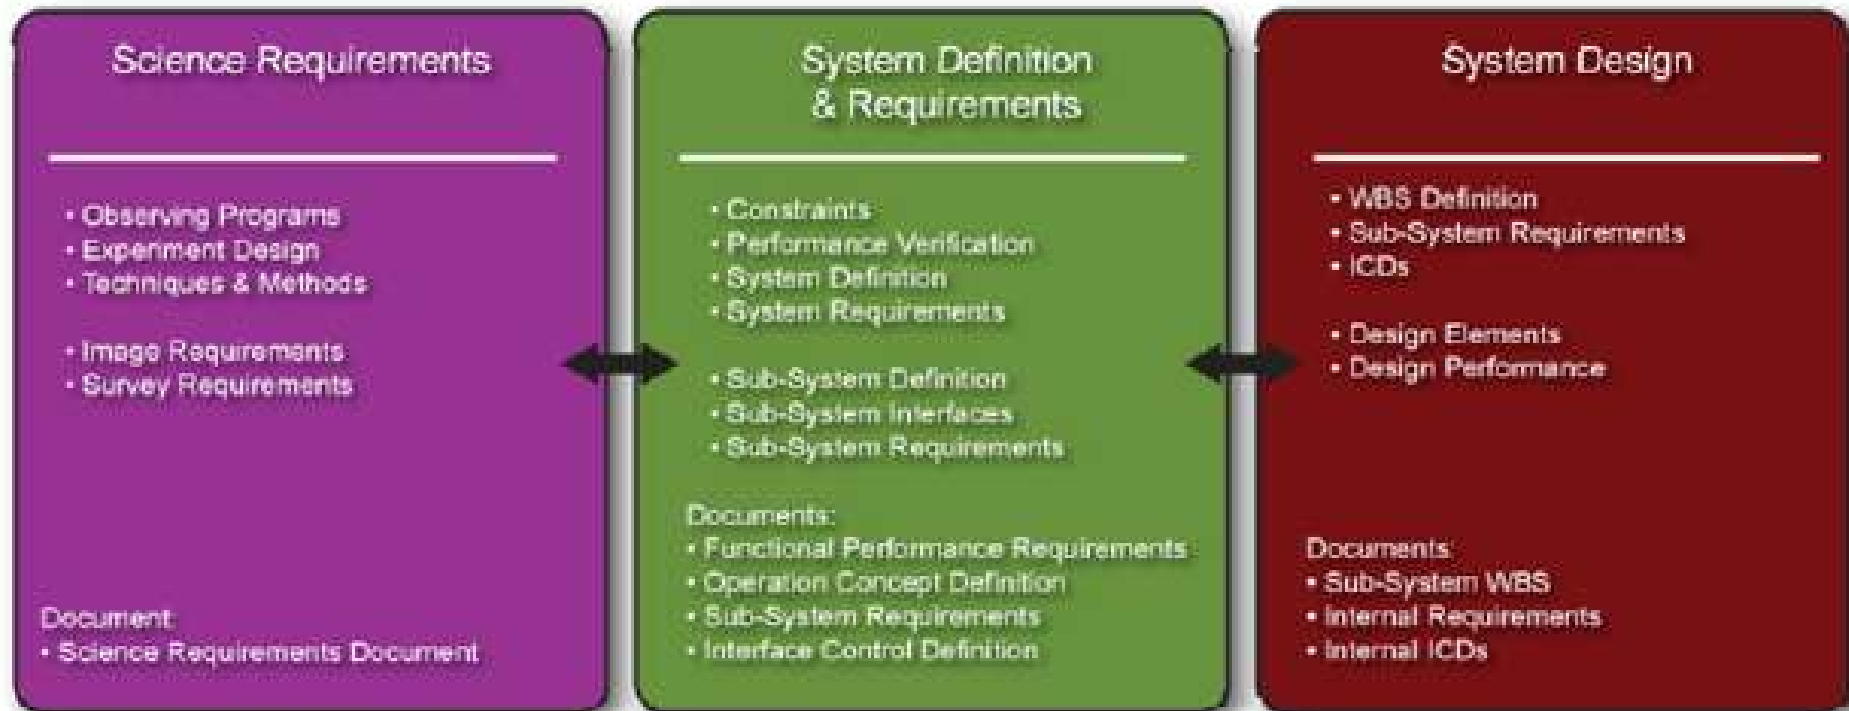 Science Requirements
• Observing Programs
• Experiment Design
• Techniques & Methods
• Image Requirements
• Survey Requirements
Document:
• Science Requirements Document
System Definition
& Requirements
• Constraints
• Performance Verification
• System Definition
• System Requirements
• Sub-System Definition
• Sub-System Interfaces
• Sub-System Requirements
Documents:
• Functional Performance Requirements
• Operation Concept Definition
• Sub-System Requirements
• Interface Control Definition
System Design
• WBS Definition
• Sub-System Requirements
• ICDs
• Design Elements
• Design Performance
Documents
• Sub-System WBS
• Internal Requirements
• Internal ICDs